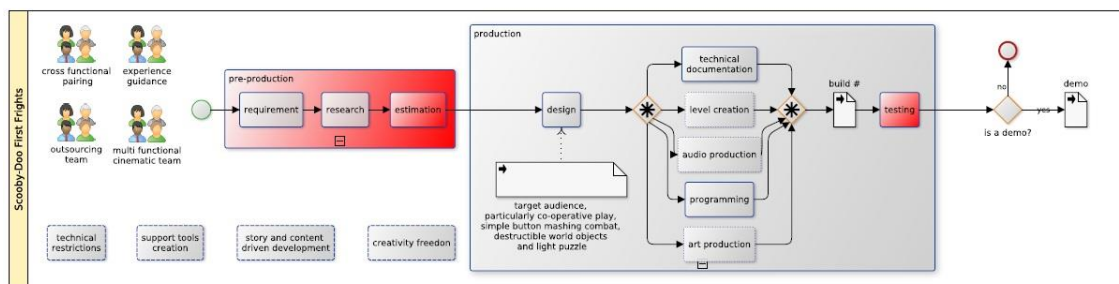 Scooby-Doo First Frights
cross functional
pairing
experience
guidance
outsourcing
team
multi functional
cinematic team
technical
restrictions
support tools
creation
story and content
driven development
creativity freedon
pre-production
requirement
research
estimation
production
design
target audience,
particularly co-operative play,
simple button mashing combat,
destructible world objects
and light puzzle
technical
documentation
level creation
audio production
programming
art production
build #
testing
no
is a demo?
yes
demo